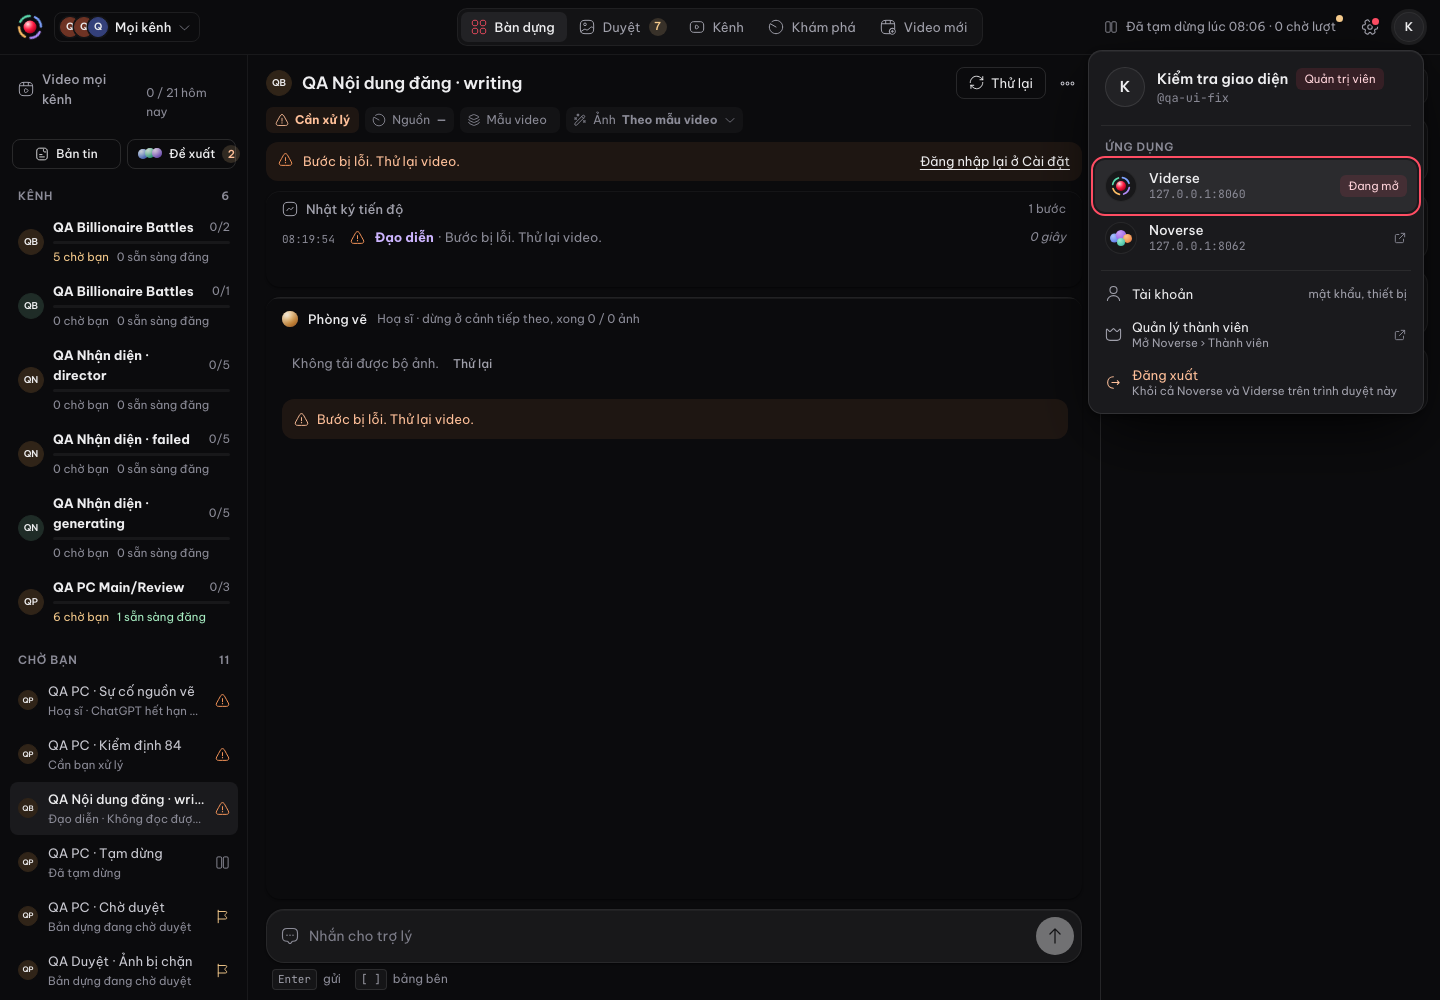 Mọi kênh
Bàn dựng
Duyệt 7
Kênh
Khám phá
Video mới
Đã tạm dừng lúc 08:06 · 0 chờ lượt
K
Video mọi kênh
0 / 21 hôm nay
Bản tin
Đề xuất 2
KÊNH 6
QB
QA Billionaire Battles 0/2
5 chờ bạn 0 sẵn sàng đăng
QB
QA Billionaire Battles 0/1
0 chờ bạn 0 sẵn sàng đăng
QN
QA Nhận diện · director 0/5
0 chờ bạn 0 sẵn sàng đăng
QN
QA Nhận diện · failed 0/5
0 chờ bạn 0 sẵn sàng đăng
QN
QA Nhận diện · generating 0/5
0 chờ bạn 0 sẵn sàng đăng
QP
QA PC Main/Review 0/3
6 chờ bạn 1 sẵn sàng đăng
CHỜ BẠN 11
QP
QA PC · Sự cố nguồn vẽ
Hoạ sĩ · ChatGPT hết hạn ...
QP
QA PC · Kiểm định 84
Cần bạn xử lý
QB
QA Nội dung đăng · wri...
Đạo diễn · Không đọc đượ...
QP
QA PC · Tạm dừng
Đã tạm dừng
QP
QA PC · Chờ duyệt
Bản dựng đang chờ duyệt
QP
QA Duyệt · Ảnh bị chặn
Bản dựng đang chờ duyệt
QB
QA Nội dung đăng · writing
Thử lại
Cần xử lý
Nguồn —
Mẫu video
Ảnh Theo mẫu video
Bước bị lỗi. Thử lại video.
Đăng nhập lại ở Cài đặt
Nhật ký tiến độ
1 bước
08:19:54 Đạo diễn · Bước bị lỗi. Thử lại video.
0 giây
Phòng vẽ Hoạ sĩ · dừng ở cảnh tiếp theo, xong 0 / 0 ảnh
Không tải được bộ ảnh. Thử lại
Bước bị lỗi. Thử lại video.
Nhắn cho trợ lý
Enter gửi [ ] bảng bên
K
Kiểm tra giao diện Quản trị viên
@qa-ui-fix
ỨNG DỤNG
Viderse
127.0.0.1:8060
Đang mở
Noverse
127.0.0.1:8062
Tài khoản
mật khẩu, thiết bị
Quản lý thành viên
Mở Noverse › Thành viên
Đăng xuất
Khỏi cả Noverse và Viderse trên trình duyệt này